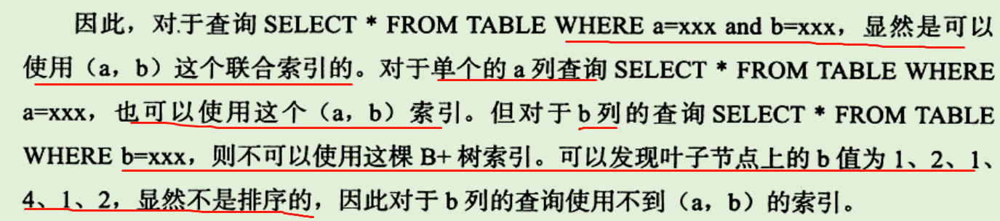 因此，对于查询 SELECT * FROM TABLE WHERE a=xxx and b=xxx，显然是可以
使用（a，b）这个联合索引的。对于单个的 a 列查询 SELECT * FROM TABLE WHERE
a=xxx，也可以使用这个（a，b）索引。但对于 b 列的查询 SELECT * FROM TABLE
WHERE b=xxx，则不可以使用这棵 B+ 树索引。可以发现叶子节点上的 b 值为 1、2、1、
4、1、2，显然不是排序的，因此对于 b 列的查询使用不到（a，b）的索引。